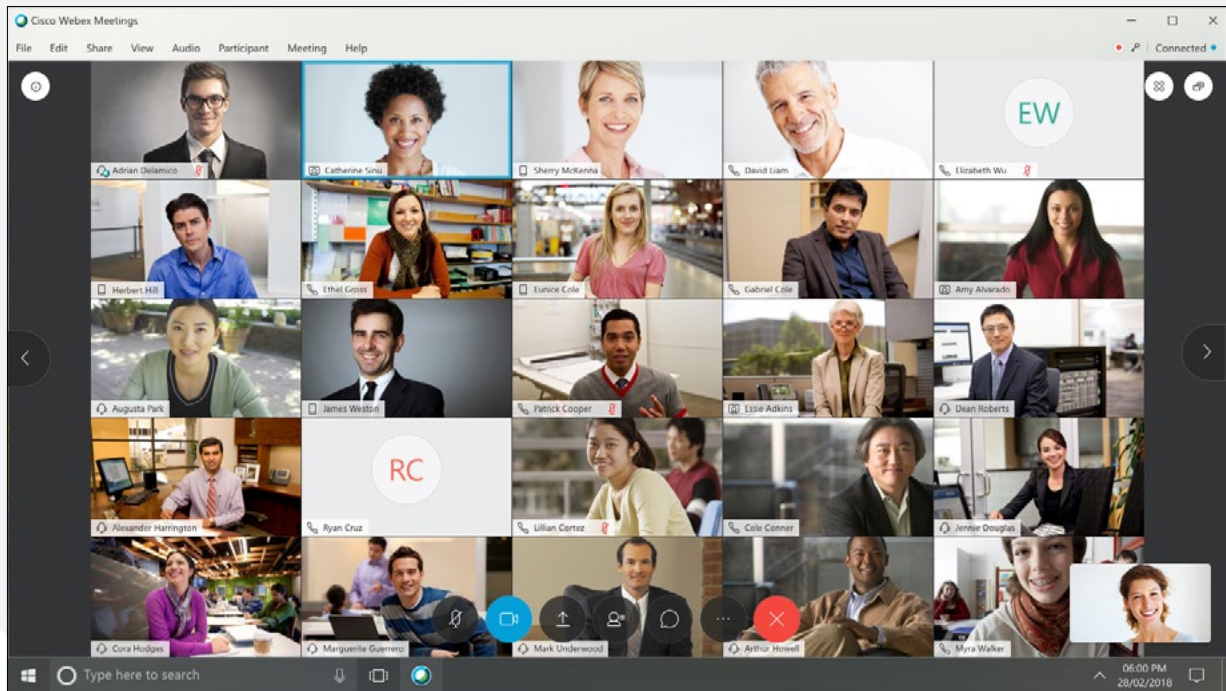 Cisco Webex Meetings
File Edit Share View Audio Participant Meeting Help
Connected
Adrian Delamico
Catherine Sinu
Sherry McKenna
David Liam
EW
Elizabeth Wu
Herbert Hill
Ethel Gross
Eunice Cole
Gabriel Cole
Amy Alvarado
Augusta Park
James Weston
Patrick Cooper
Essie Adkins
Dean Roberts
Alexander Harrington
RC
Ryan Cruz
Lillian Cortez
Cole Conner
Jennie Douglas
Cora Hodges
Marguerite Guerrero
Mark Underwood
Arthur Howell
Myra Walker
Type here to search
06:00 PM
28/02/2018